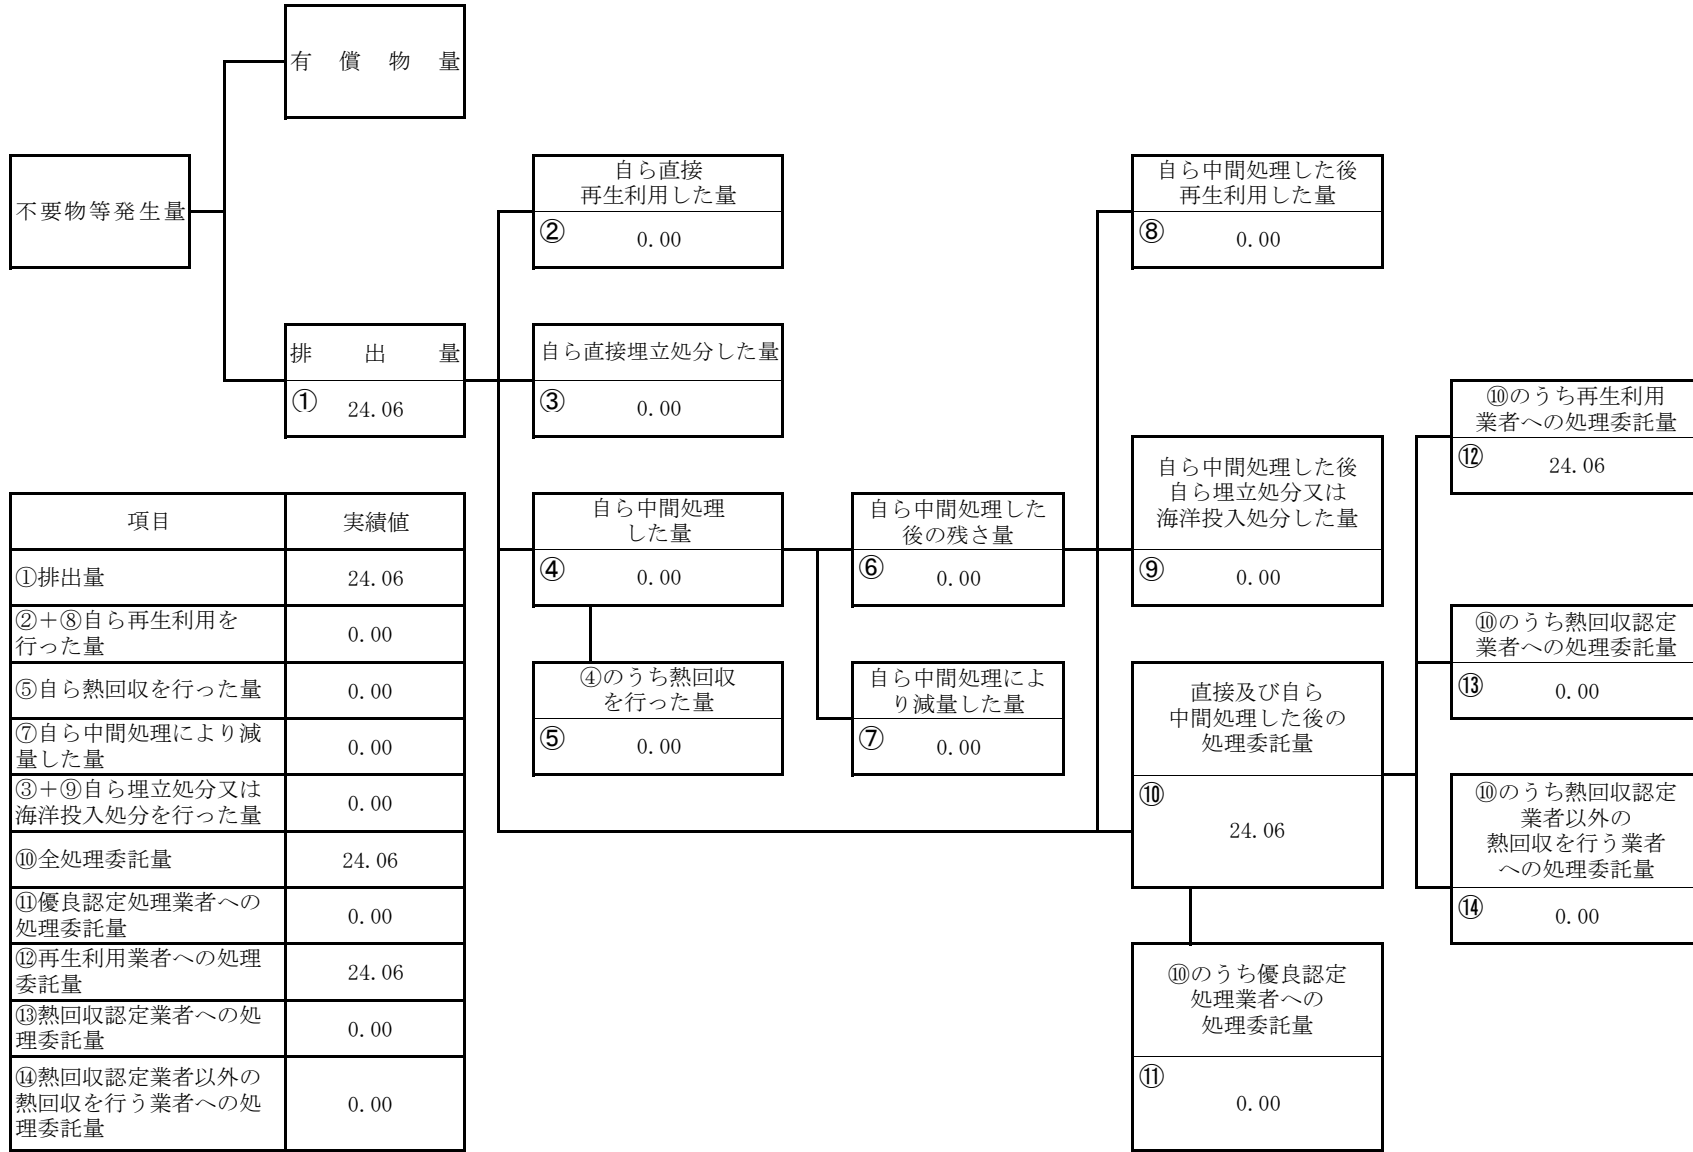 有償物量
不要物等発生量
排出量
① 24.06
自ら直接
再生利用した量
② 0.00
自ら直接埋立処分した量
③ 0.00
自ら中間処理
した量
④ 0.00
④のうち熱回収
を行った量
⑤ 0.00
自ら中間処理した
後の残さ量
⑥ 0.00
自ら中間処理によ
り減量した量
⑦ 0.00
自ら中間処理した後
再生利用した量
⑧ 0.00
自ら中間処理した後
自ら埋立処分又は
海洋投入処分した量
⑨ 0.00
直接及び自ら
中間処理した後の
処理委託量
⑩
24.06
⑩のうち優良認定
処理業者への
処理委託量
⑪
0.00
⑩のうち再生利用
業者への処理委託量
⑫ 24.06
⑩のうち熱回収認定
業者への処理委託量
⑬ 0.00
⑩のうち熱回収認定
業者以外の
熱回収を行う業者
への処理委託量
⑭ 0.00
項目 実績値
①排出量 24.06
②＋⑧自ら再生利用を
行った量 0.00
⑤自ら熱回収を行った量 0.00
⑦自ら中間処理により減
量した量 0.00
③＋⑨自ら埋立処分又は
海洋投入処分を行った量 0.00
⑩全処理委託量 24.06
⑪優良認定処理業者への
処理委託量 0.00
⑫再生利用業者への処理
委託量 24.06
⑬熱回収認定業者への処
理委託量 0.00
⑭熱回収認定業者以外の
熱回収を行う業者への処
理委託量 0.00